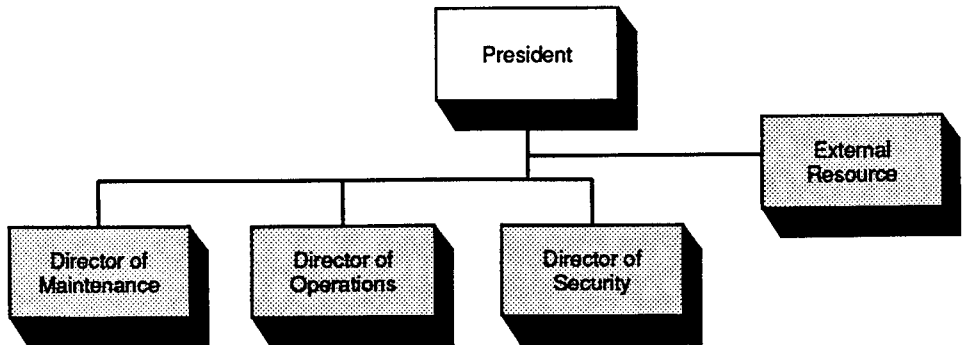 President
External
Resource
Director of
Maintenance
Director of
Operations
Director of
Security